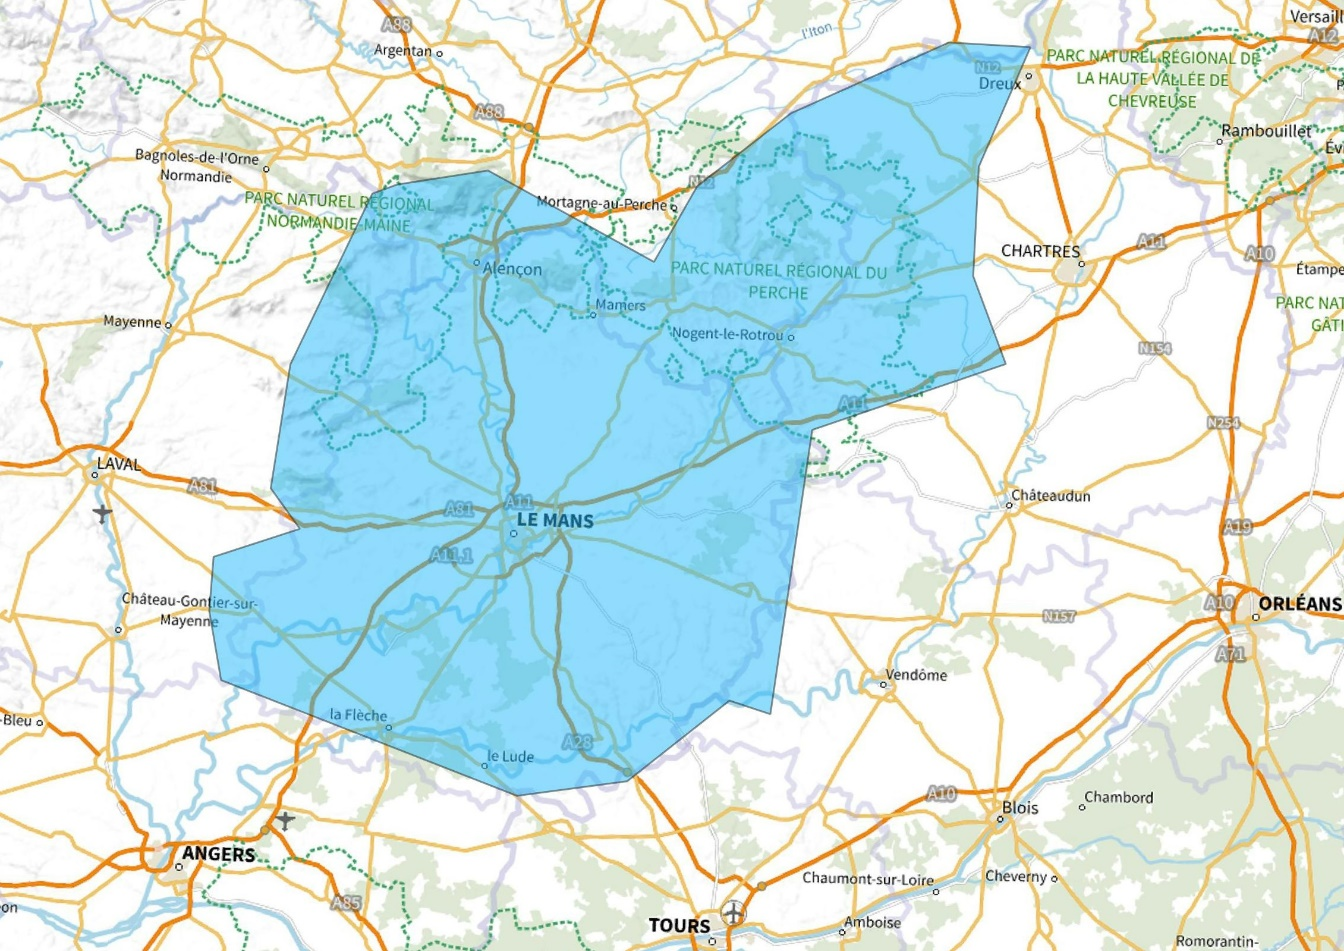 Versaill
A12
A88
Argentan
l'Iton
N12
Dreux
PARC NATUREL RÉGIONAL DE
LA HAUTE VALLÉE DE
CHEVREUSE
A88
Rambouillet
Bagnoles-de-l'Orne
Normandie
N12
PARC NATUREL RÉGIONAL
NORMANDIE-MAINE
Mortagne-au-Perche
CHARTRES
A11
A10
Alençon
PARC NATUREL RÉGIONAL DU
PERCHE
Étampe
Mamers
PARC NAT
GÂTI
Mayenne
Nogent-le-Rotrou
N154
A11
N254
LAVAL
A81
A81
A11
LE MANS
Châteaudun
A19
A11.1
Château-Gontier-sur-
Mayenne
N157
A10
ORLÉANS
A71
Vendôme
-Bleu
la Flèche
A28
le Lude
A10
Blois
Chambord
ANGERS
Chaumont-sur-Loire
Cheverny
A85
on
TOURS
Amboise
Romorantin-